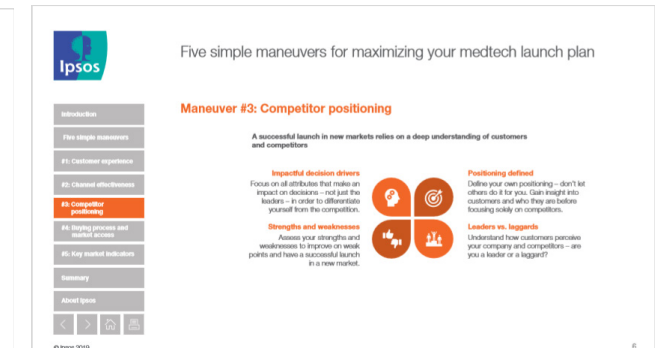 Ipsos
Five simple maneuvers for maximizing your medtech launch plan
Introduction
Five simple maneuvers
#1: Customer experience
#2: Channel effectiveness
#3: Competitor
positioning
#4: Buying process and
market access
#5: Key market indicators
Summary
About Ipsos
Maneuver #3: Competitor positioning
A successful launch in new markets relies on a deep understanding of customers
and competitors
Impactful decision drivers
Focus on all attributes that make an
impact on decisions – not just the
leaders – in order to differentiate
yourself from the competition.
Strengths and weaknesses
Assess your strengths and
weaknesses to improve on weak
points and have a successful launch
in a new market.
Positioning defined
Define your own positioning – don't let
others do it for you. Gain insight into
customers and who they are before
focusing solely on competitors.
Leaders vs. laggards
Understand how customers perceive
your company and competitors – are
you a leader or a laggard?
© Ipsos 2019